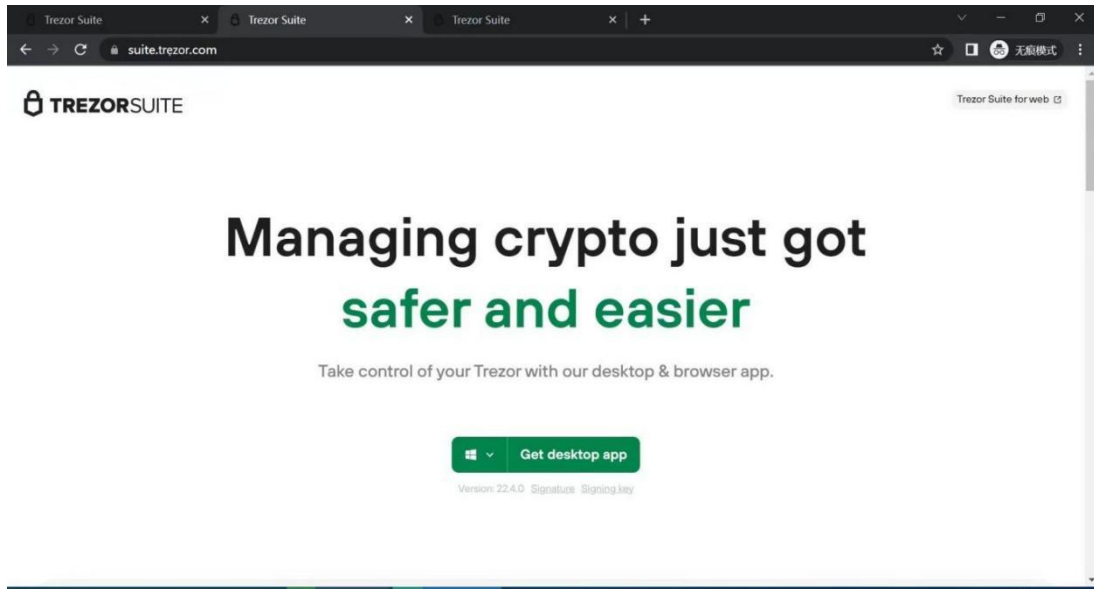 Trezor Suite
Trezor Suite
Trezor Suite
suite.trẹzor.com
无痕模式
TREZORSUITE
Trezor Suite for web
Managing crypto just got
safer and easier
Take control of your Trezor with our desktop & browser app.
Get desktop app
Version: 22.4.0 Signature Signing key